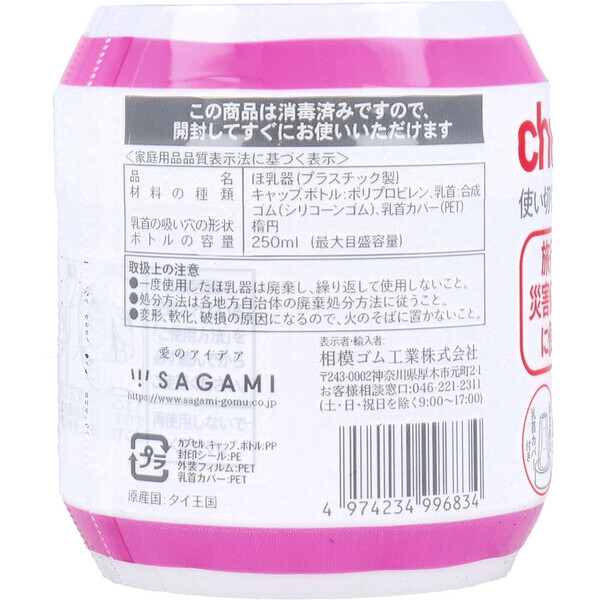 この商品は消毒済みですので、
開封してすぐにお使いいただけます
〈家庭用品品質表示法に基づく表示〉
品名 ほ乳器(プラスチック製)
材料の種類 キャップ、ボトル:ポリプロピレン、乳首:合成
ゴム(シリコーンゴム)、乳首カバー(PET)
乳首の吸い穴の形状 楕円
ボトルの容量 250ml (最大目盛容量)
取扱上の注意
●一度使用したほ乳器は廃棄し、繰り返して使用しないこと。
●処分方法は各地方自治体の廃棄処分方法に従うこと。
●変形、軟化、破損の原因になるので、火のそばに置かないこと。
愛のアイデア
SAGAMI
https://www.sagami-gomu.co.jp
表示者・輸入者:
相模ゴム工業株式会社
〒243-0002神奈川県厚木市元町2-1
お客様相談窓口:046-221-2311
(土・日・祝日を除く9:00~17:00)
プラ
カプセル、キャップ、ボトル:PP
封印シール:PE
外装フィルム:PET
乳首カバー:PET
原産国:タイ王国
4 974234 996834
ch
使い切
旅
災害
に
乳首カバー
付き